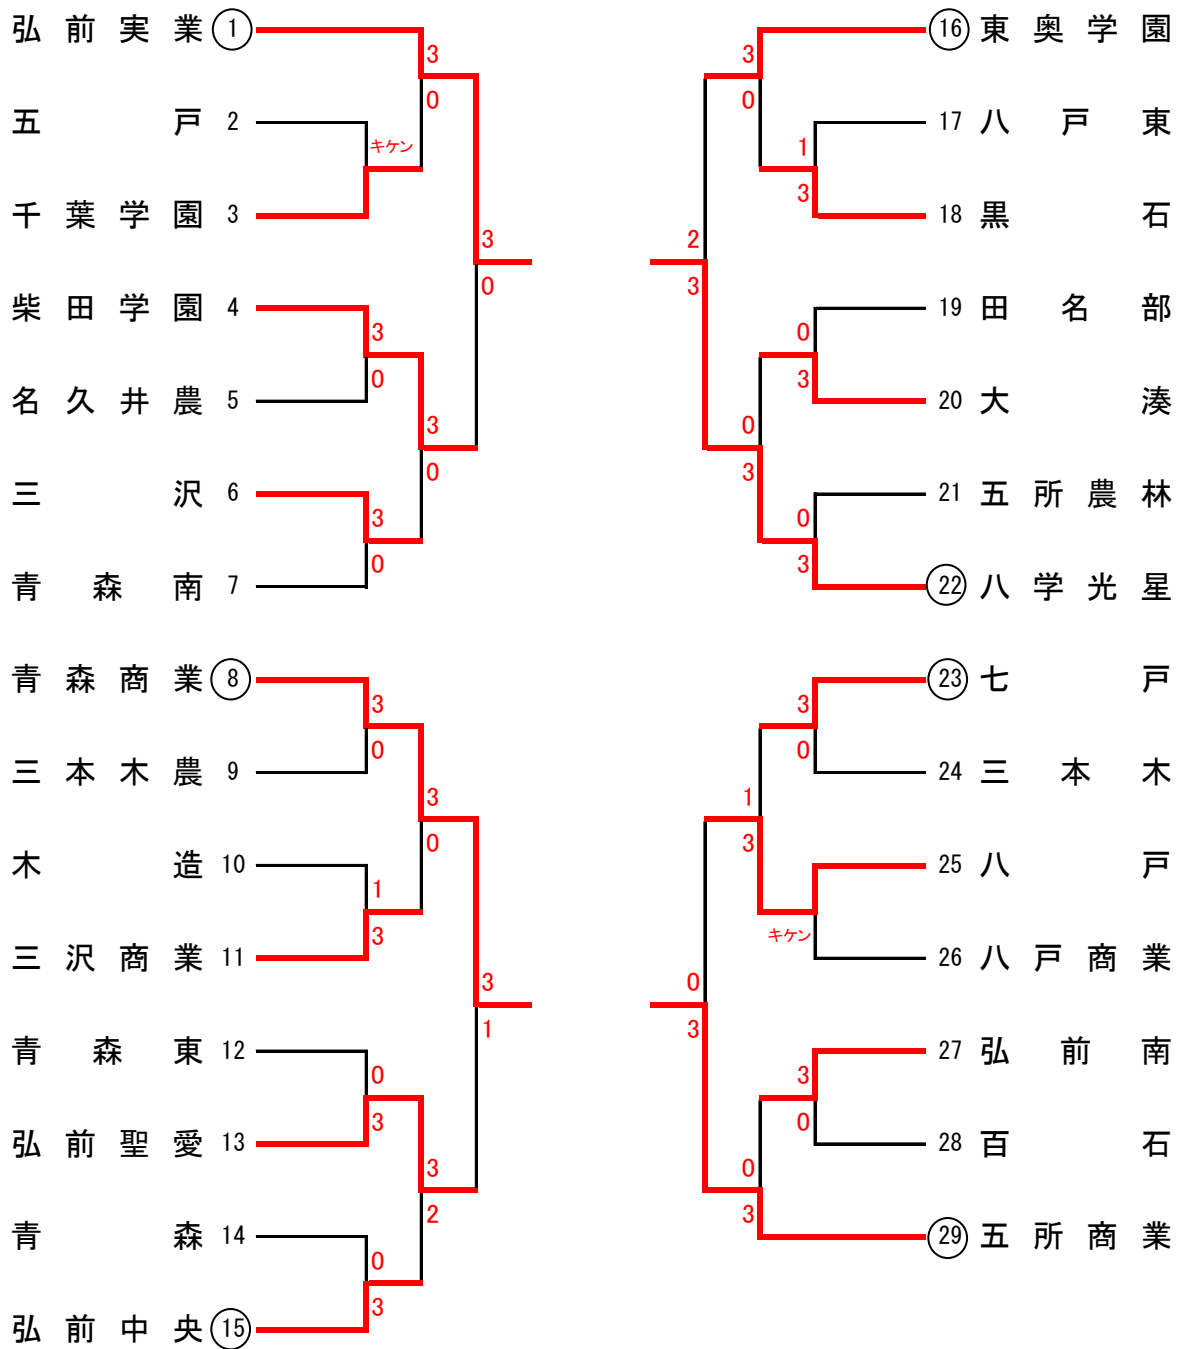 弘前実業 1
3
0
五戸 2
キケン
千葉学園 3
3
0
柴田学園 4
3
0
名久井農 5
3
0
三沢 6
3
0
青森南 7
青森商業 8
3
0
三本木農 9
3
0
木造 10
1
3
三沢商業 11
3
1
青森東 12
0
3
弘前聖愛 13
3
2
青森 14
0
3
弘前中央 15
16 東奥学園
3
0
17 八戸東
1
3
18 黒石
2
3
19 田名部
0
3
20 大湊
0
3
21 五所農林
0
3
22 八学光星
23 七戸
3
0
24 三本木
1
3
25 八戸
キケン
26 八戸商業
0
3
27 弘前南
3
0
28 百石
0
3
29 五所商業